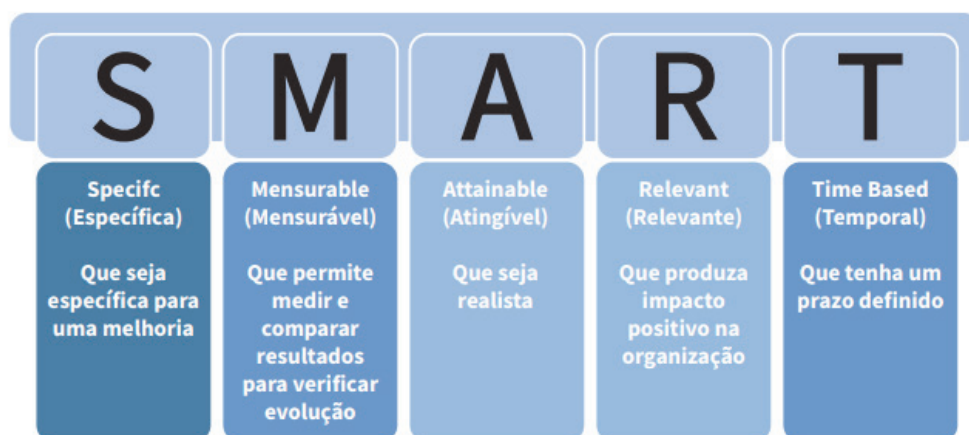 S
M
A
R
T
Specifc
(Específica)
Que seja
específica para
uma melhoria
Mensurable
(Mensurável)
Que permite
medir e
comparar
resultados
para verificar
evolução
Attainable
(Atingível)
Que seja
realista
Relevant
(Relevante)
Que produza
impacto
positivo na
organização
Time Based
(Temporal)
Que tenha um
prazo definido